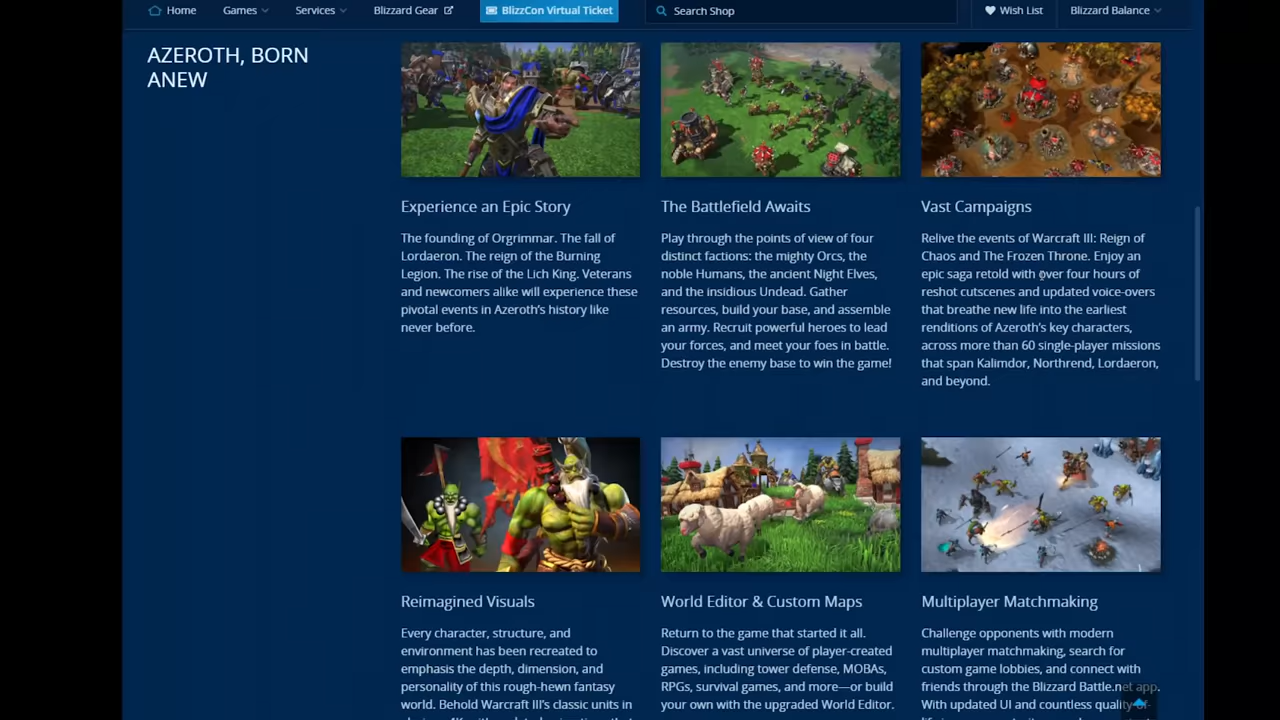 Home Games Services Blizzard Gear BlizzCon Virtual Ticket Search Shop Wish List Blizzard Balance
AZEROTH, BORN
ANEW
Experience an Epic Story
The founding of Orgrimmar. The fall of
Lordaeron. The reign of the Burning
Legion. The rise of the Lich King. Veterans
and newcomers alike will experience these
pivotal events in Azeroth's history like
never before.
The Battlefield Awaits
Play through the points of view of four
distinct factions: the mighty Orcs, the
noble Humans, the ancient Night Elves,
and the insidious Undead. Gather
resources, build your base, and assemble
an army. Recruit powerful heroes to lead
your forces, and meet your foes in battle.
Destroy the enemy base to win the game!
Vast Campaigns
Relive the events of Warcraft III: Reign of
Chaos and The Frozen Throne. Enjoy an
epic saga retold with over four hours of
reshot cutscenes and updated voice-overs
that breathe new life into the earliest
renditions of Azeroth's key characters,
across more than 60 single-player missions
that span Kalimdor, Northrend, Lordaeron,
and beyond.
Reimagined Visuals
Every character, structure, and
environment has been recreated to
emphasis the depth, dimension, and
personality of this rough-hewn fantasy
world. Behold Warcraft III's classic units in
World Editor & Custom Maps
Return to the game that started it all.
Discover a vast universe of player-created
games, including tower defense, MOBAs,
RPGs, survival games, and more—or build
your own with the upgraded World Editor.
Multiplayer Matchmaking
Challenge opponents with modern
multiplayer matchmaking, search for
custom game lobbies, and connect with
friends through the Blizzard Battle.net app.
With updated UI and countless quality-of-